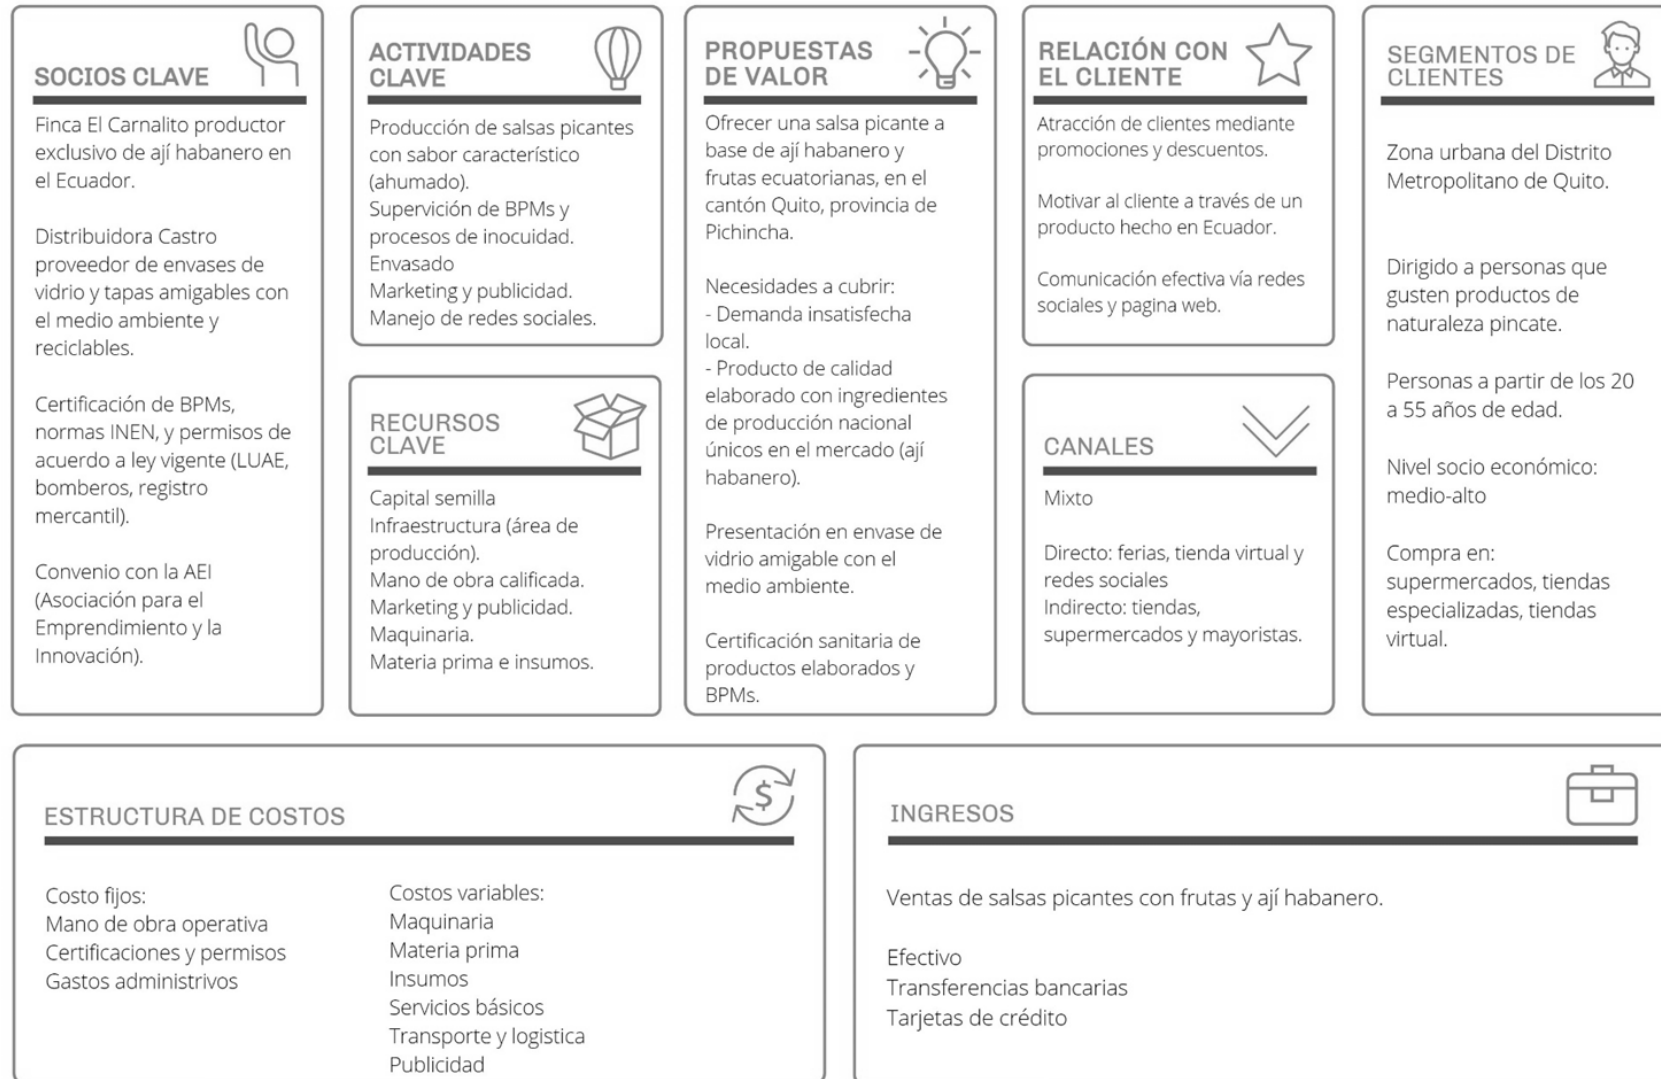 SOCIOS CLAVE
Finca El Carnalito productor
exclusivo de ají habanero en
el Ecuador.
Distribuidora Castro
proveedor de envases de
vidrio y tapas amigables con
el medio ambiente y
reciclables.
Certificación de BPMs,
normas INEN, y permisos de
acuerdo a ley vigente (LUAE,
bomberos, registro
mercantil).
Convenio con la AEI
(Asociación para el
Emprendimiento y la
Innovación).
ACTIVIDADES
CLAVE
Producción de salsas picantes
con sabor característico
(ahumado).
Supervición de BPMs y
procesos de inocuidad.
Envasado
Marketing y publicidad.
Manejo de redes sociales.
RECURSOS
CLAVE
Capital semilla
Infraestructura (área de
producción).
Mano de obra calificada.
Marketing y publicidad.
Maquinaria.
Materia prima e insumos.
PROPUESTAS
DE VALOR
Ofrecer una salsa picante a
base de ají habanero y
frutas ecuatorianas, en el
cantón Quito, provincia de
Pichincha.
Necesidades a cubrir:
- Demanda insatisfecha
local.
- Producto de calidad
elaborado con ingredientes
de producción nacional
únicos en el mercado (ají
habanero).
Presentación en envase de
vidrio amigable con el
medio ambiente.
Certificación sanitaria de
productos elaborados y
BPMs.
RELACIÓN CON
EL CLIENTE
Atracción de clientes mediante
promociones y descuentos.
Motivar al cliente a través de un
producto hecho en Ecuador.
Comunicación efectiva vía redes
sociales y pagina web.
CANALES
Mixto
Directo: ferias, tienda virtual y
redes sociales
Indirecto: tiendas,
supermercados y mayoristas.
SEGMENTOS DE
CLIENTES
Zona urbana del Distrito
Metropolitano de Quito.
Dirigido a personas que
gusten productos de
naturaleza pincate.
Personas a partir de los 20
a 55 años de edad.
Nivel socio económico:
medio-alto
Compra en:
supermercados, tiendas
especializadas, tiendas
virtual.
ESTRUCTURA DE COSTOS
$
Costo fijos:
Mano de obra operativa
Certificaciones y permisos
Gastos administrivos
Costos variables:
Maquinaria
Materia prima
Insumos
Servicios básicos
Transporte y logistica
Publicidad
INGRESOS
Ventas de salsas picantes con frutas y ají habanero.
Efectivo
Transferencias bancarias
Tarjetas de crédito